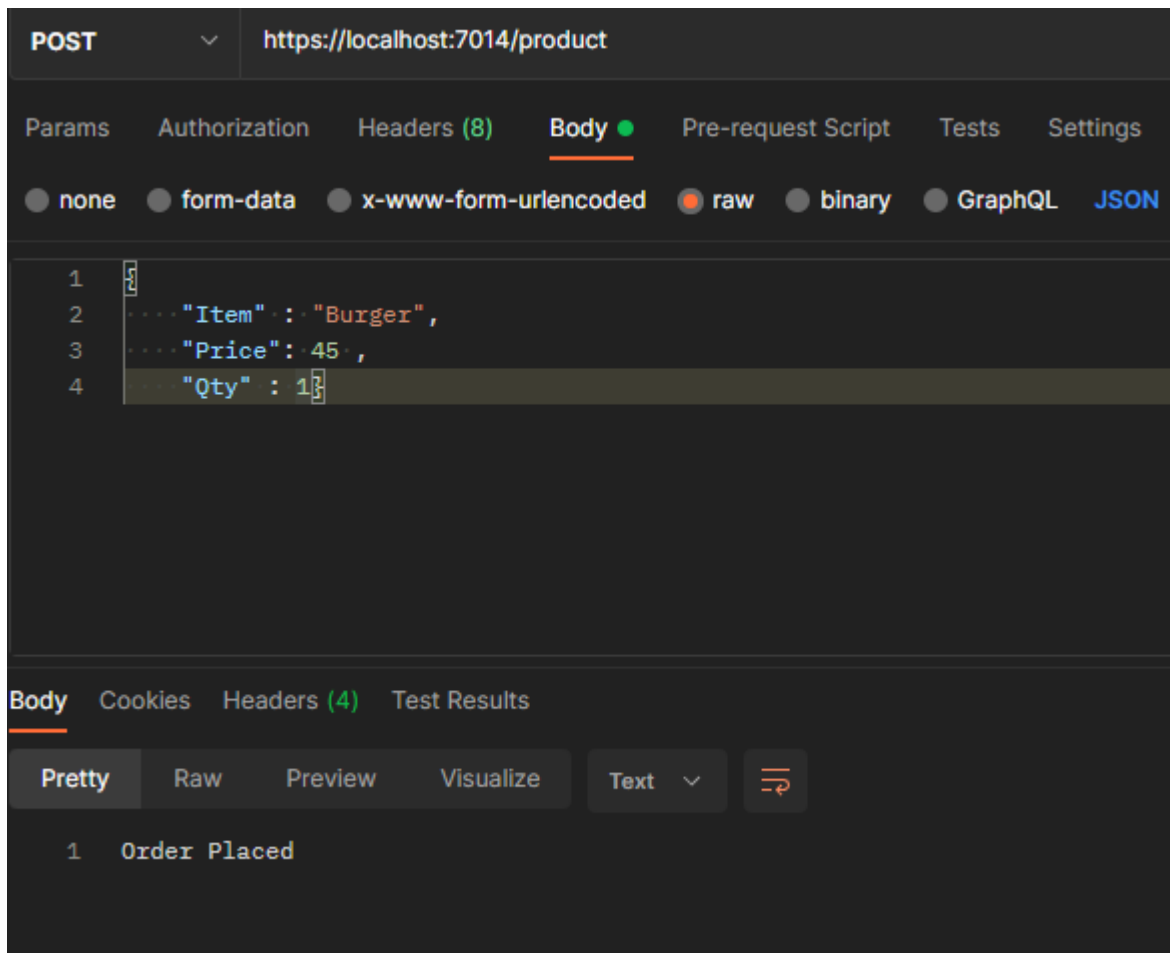 POST https://localhost:7014/product
Params Authorization Headers (8) Body Pre-request Script Tests Settings
none form-data x-www-form-urlencoded raw binary GraphQL JSON
1 {
2 "Item" : "Burger",
3 "Price": 45 ,
4 "Qty" : 1}
Body Cookies Headers (4) Test Results
Pretty Raw Preview Visualize Text
1 Order Placed